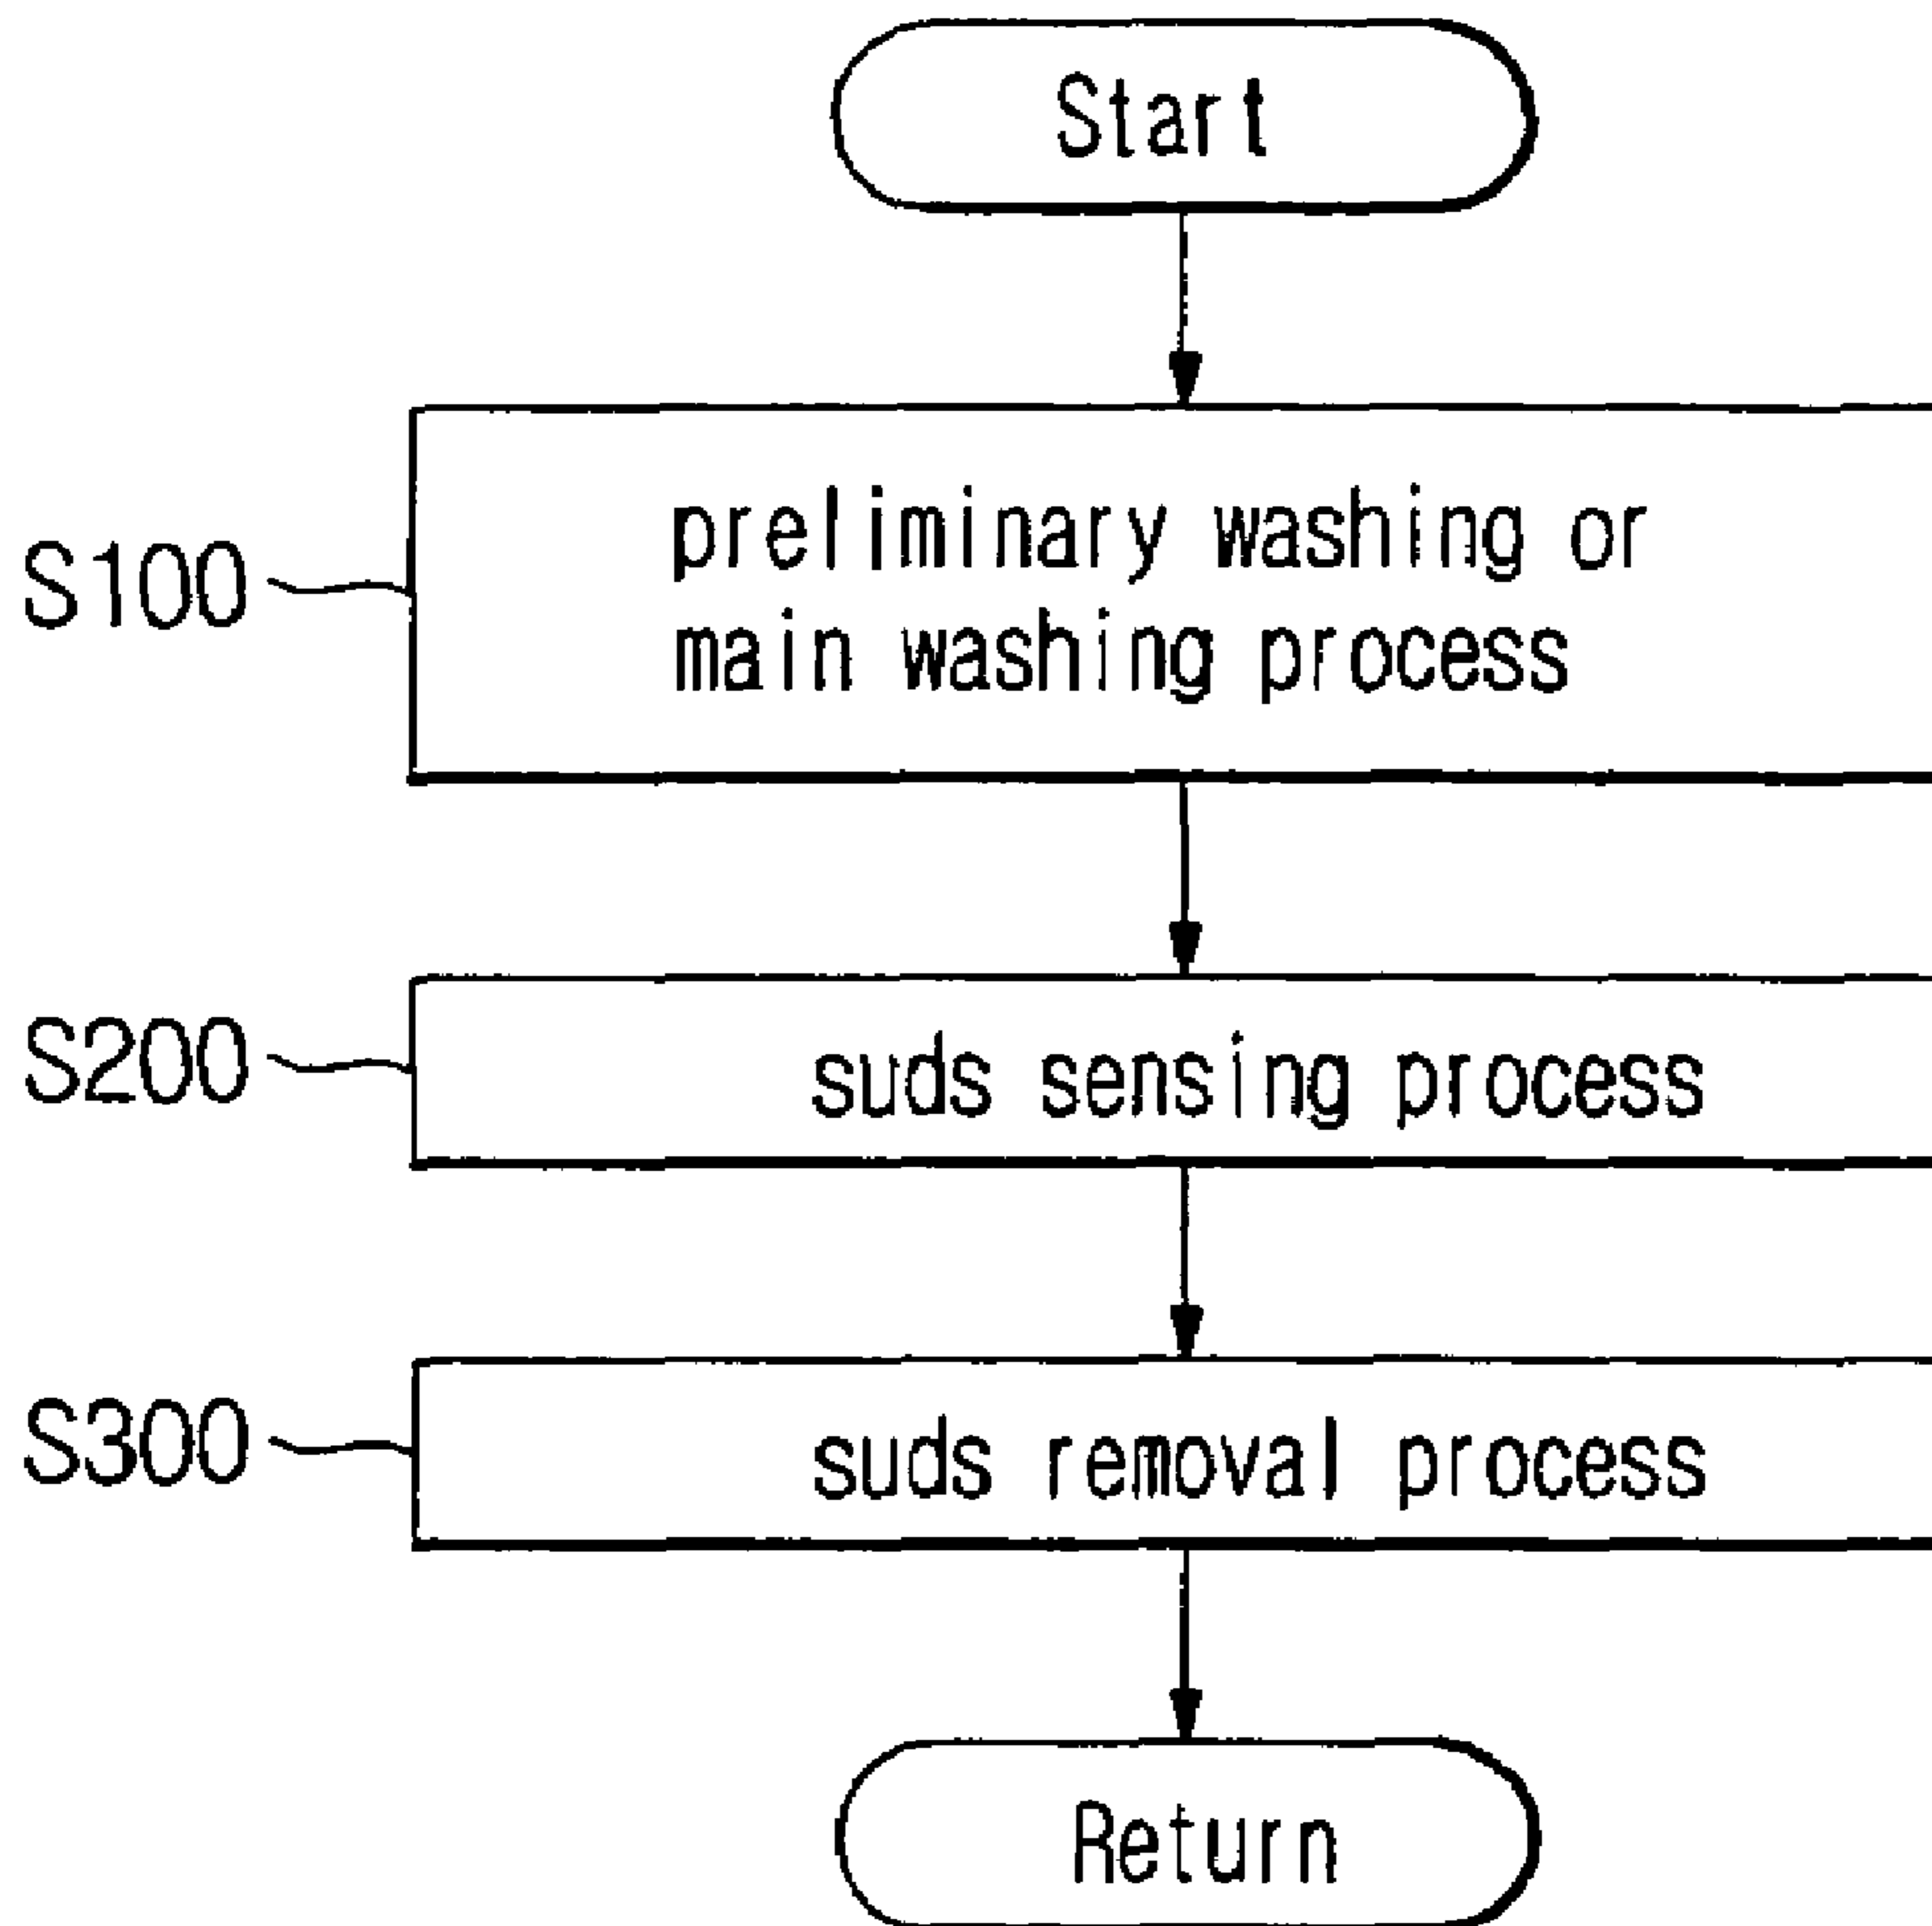 Start
S100
preliminary washing or
main washing process
S200
suds sensing process
S300
suds removal process
Return